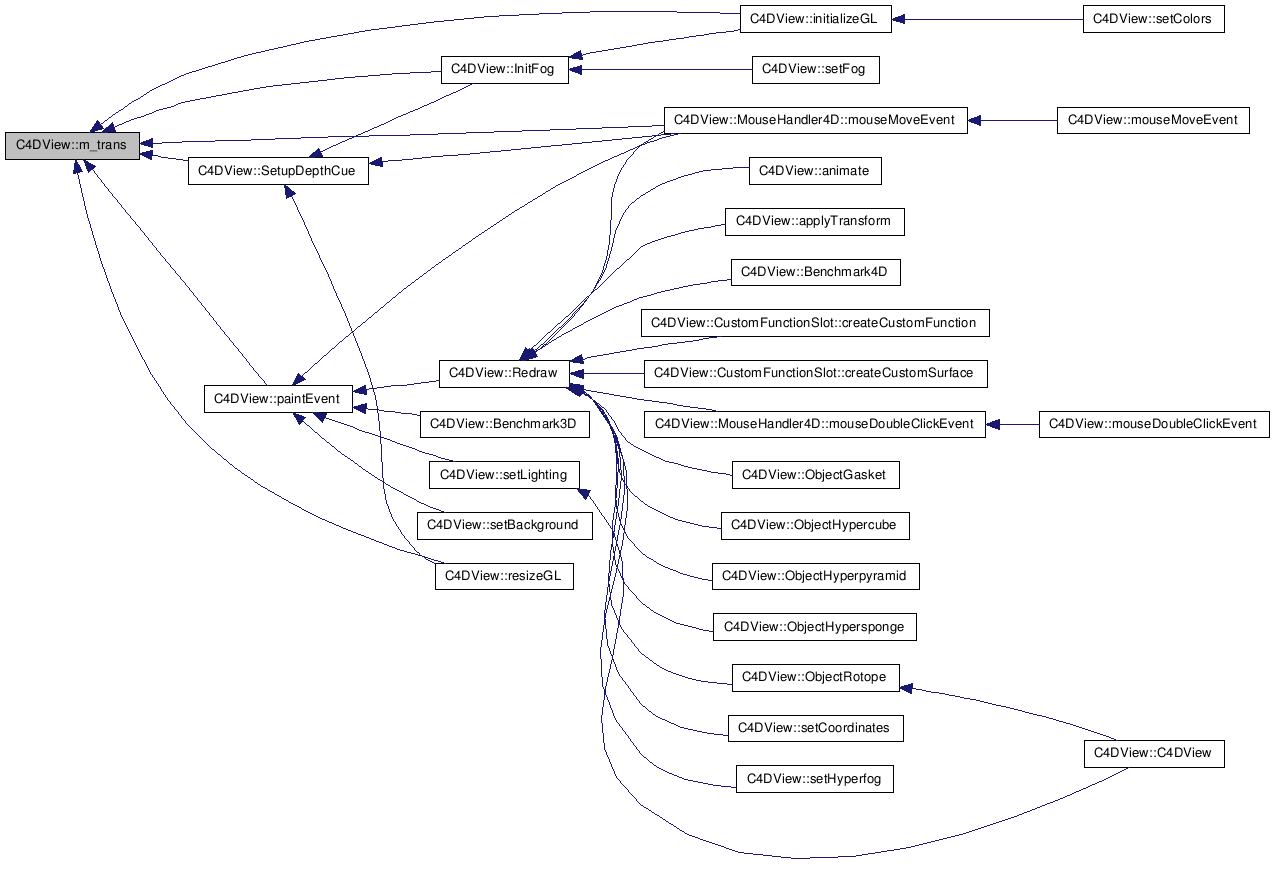 C4DView::initializeGL
C4DView::setColors
C4DView::InitFog
C4DView::setFog
C4DView::MouseHandler4D::mouseMoveEvent
C4DView::mouseMoveEvent
C4DView::m_trans
C4DView::SetupDepthCue
C4DView::animate
C4DView::applyTransform
C4DView::Benchmark4D
C4DView::CustomFunctionSlot::createCustomFunction
C4DView::Redraw
C4DView::CustomFunctionSlot::createCustomSurface
C4DView::paintEvent
C4DView::Benchmark3D
C4DView::MouseHandler4D::mouseDoubleClickEvent
C4DView::mouseDoubleClickEvent
C4DView::setLighting
C4DView::ObjectGasket
C4DView::setBackground
C4DView::ObjectHypercube
C4DView::resizeGL
C4DView::ObjectHyperpyramid
C4DView::ObjectHypersponge
C4DView::ObjectRotope
C4DView::setCoordinates
C4DView::C4DView
C4DView::setHyperfog